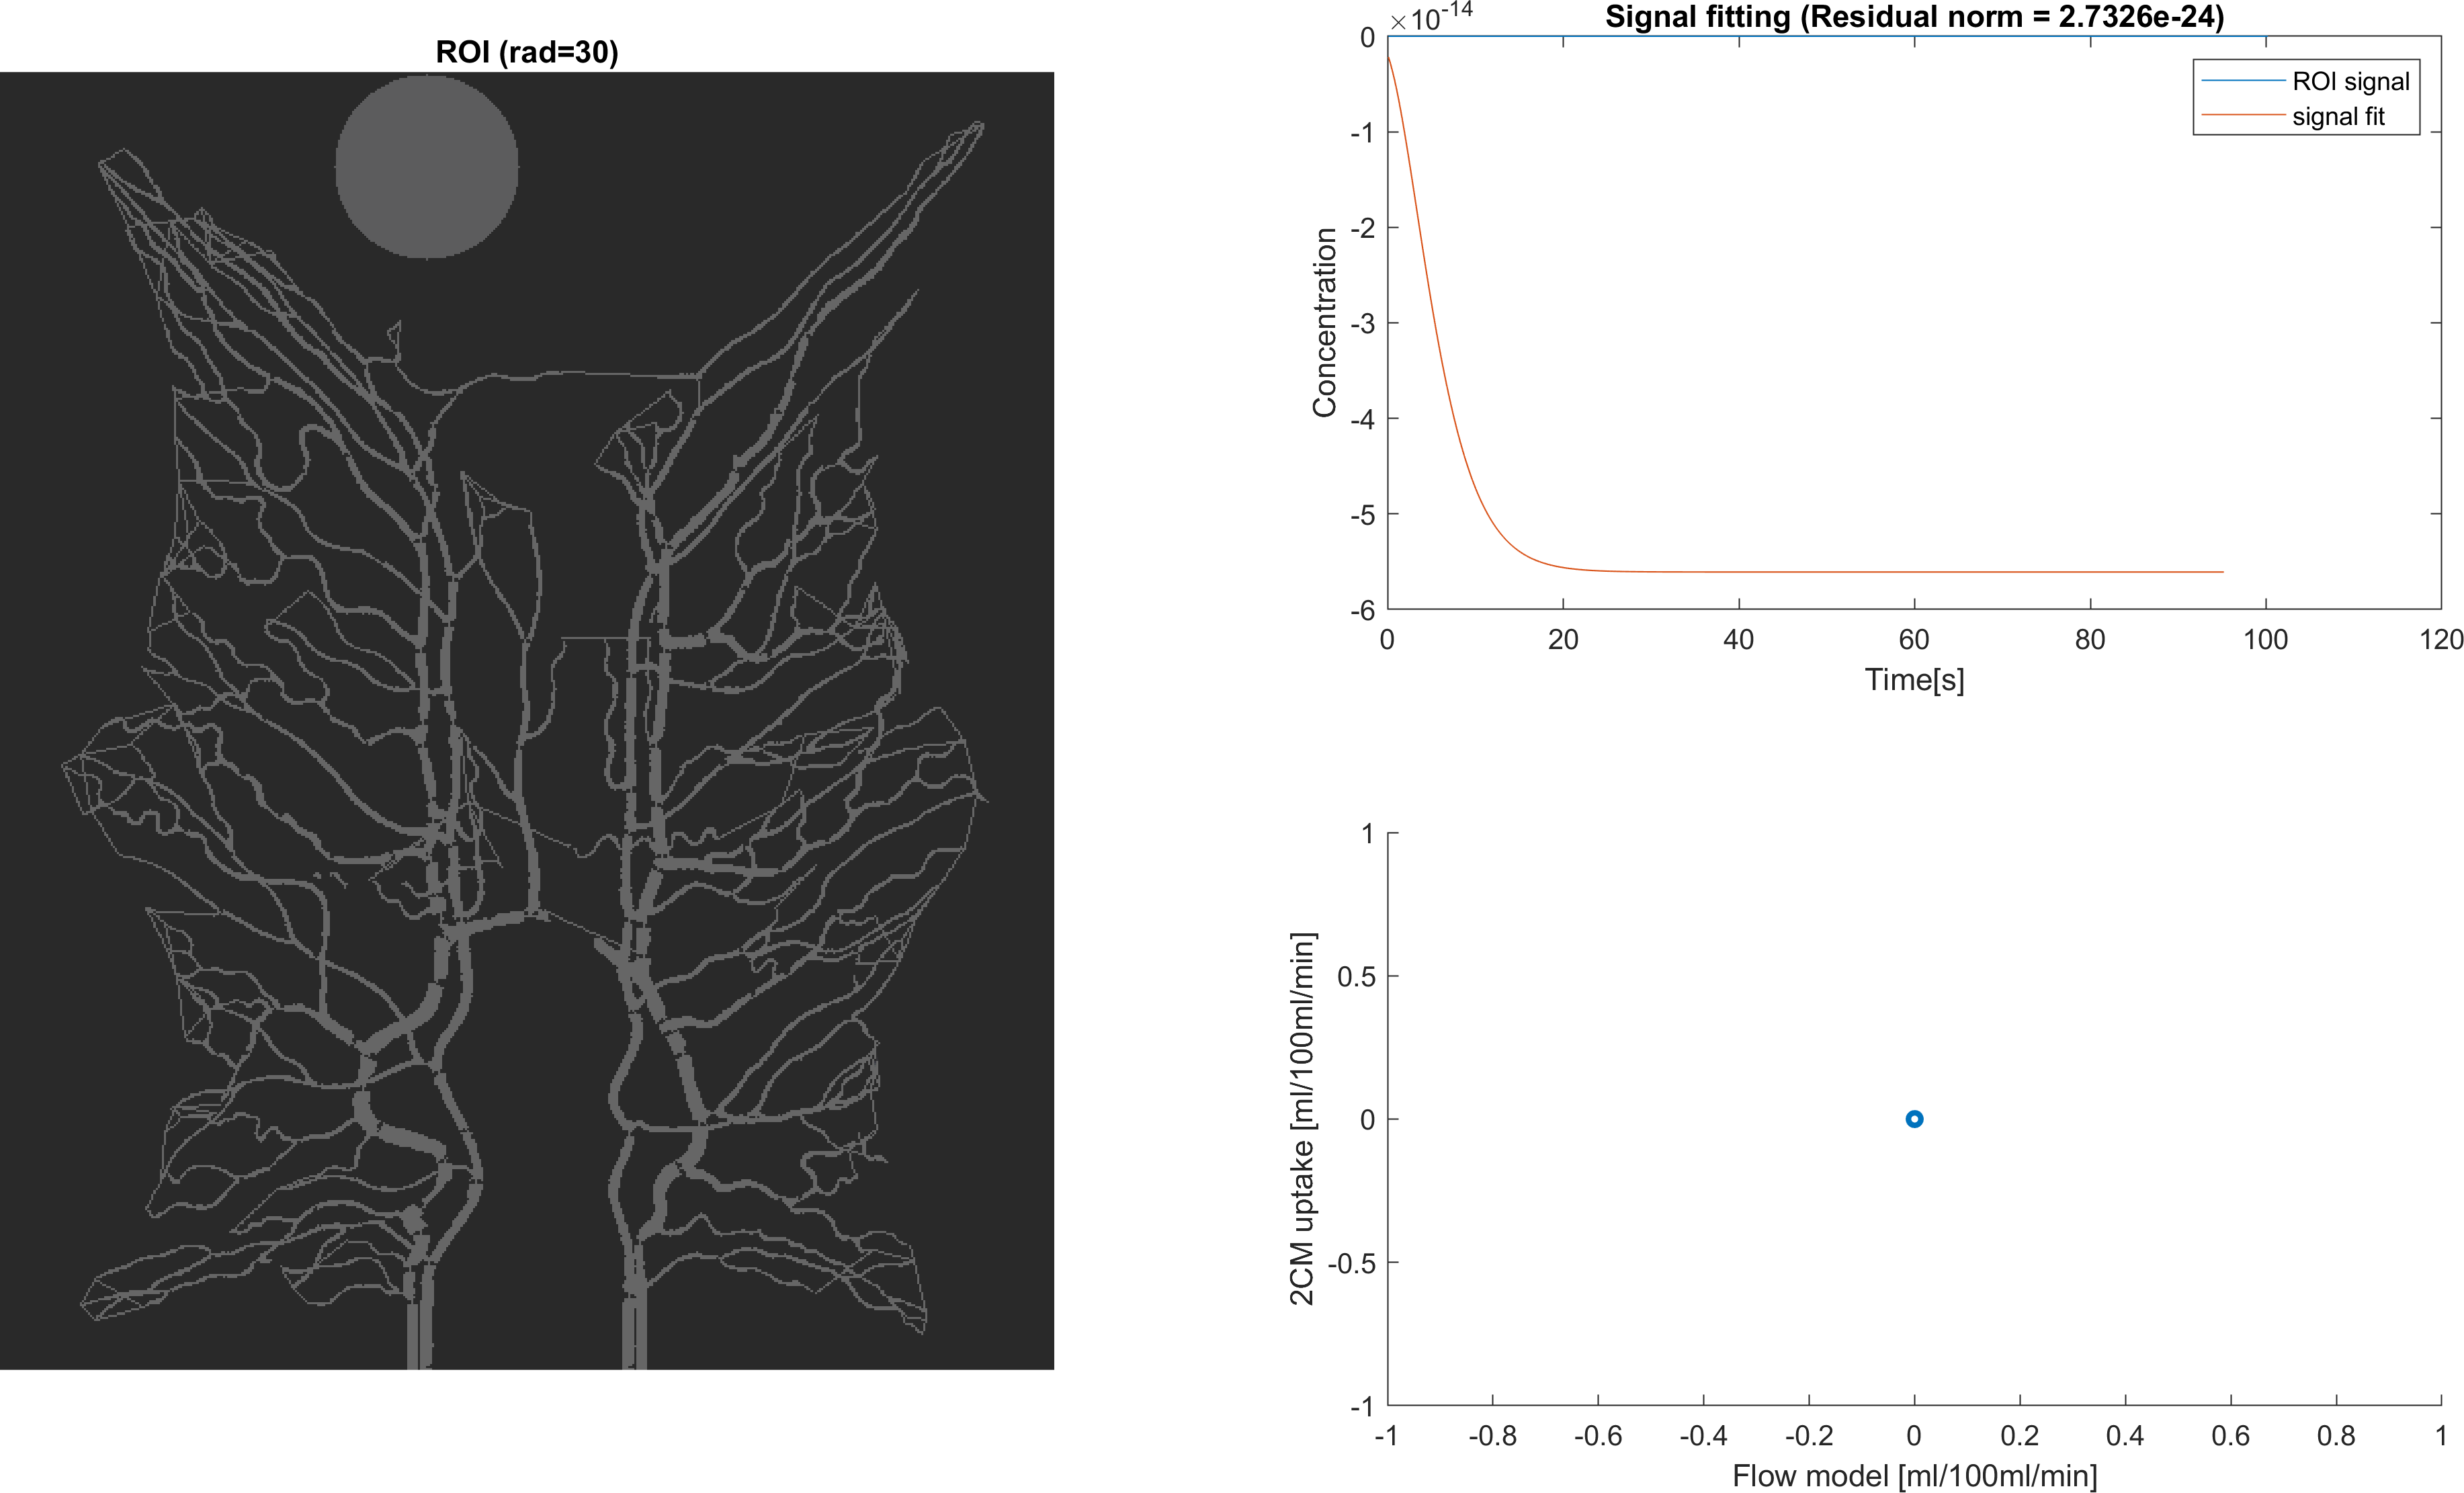 ROI (rad=30)
×10^-14
Signal fitting (Residual norm = 2.7326e-24)
0
-1
-2
-3
-4
-5
-6
Concentration
ROI signal
signal fit
0 20 40 60 80 100 120
Time[s]
1
0.5
0
-0.5
-1
2CM uptake [ml/100ml/min]
-1 -0.8 -0.6 -0.4 -0.2 0 0.2 0.4 0.6 0.8 1
Flow model [ml/100ml/min]